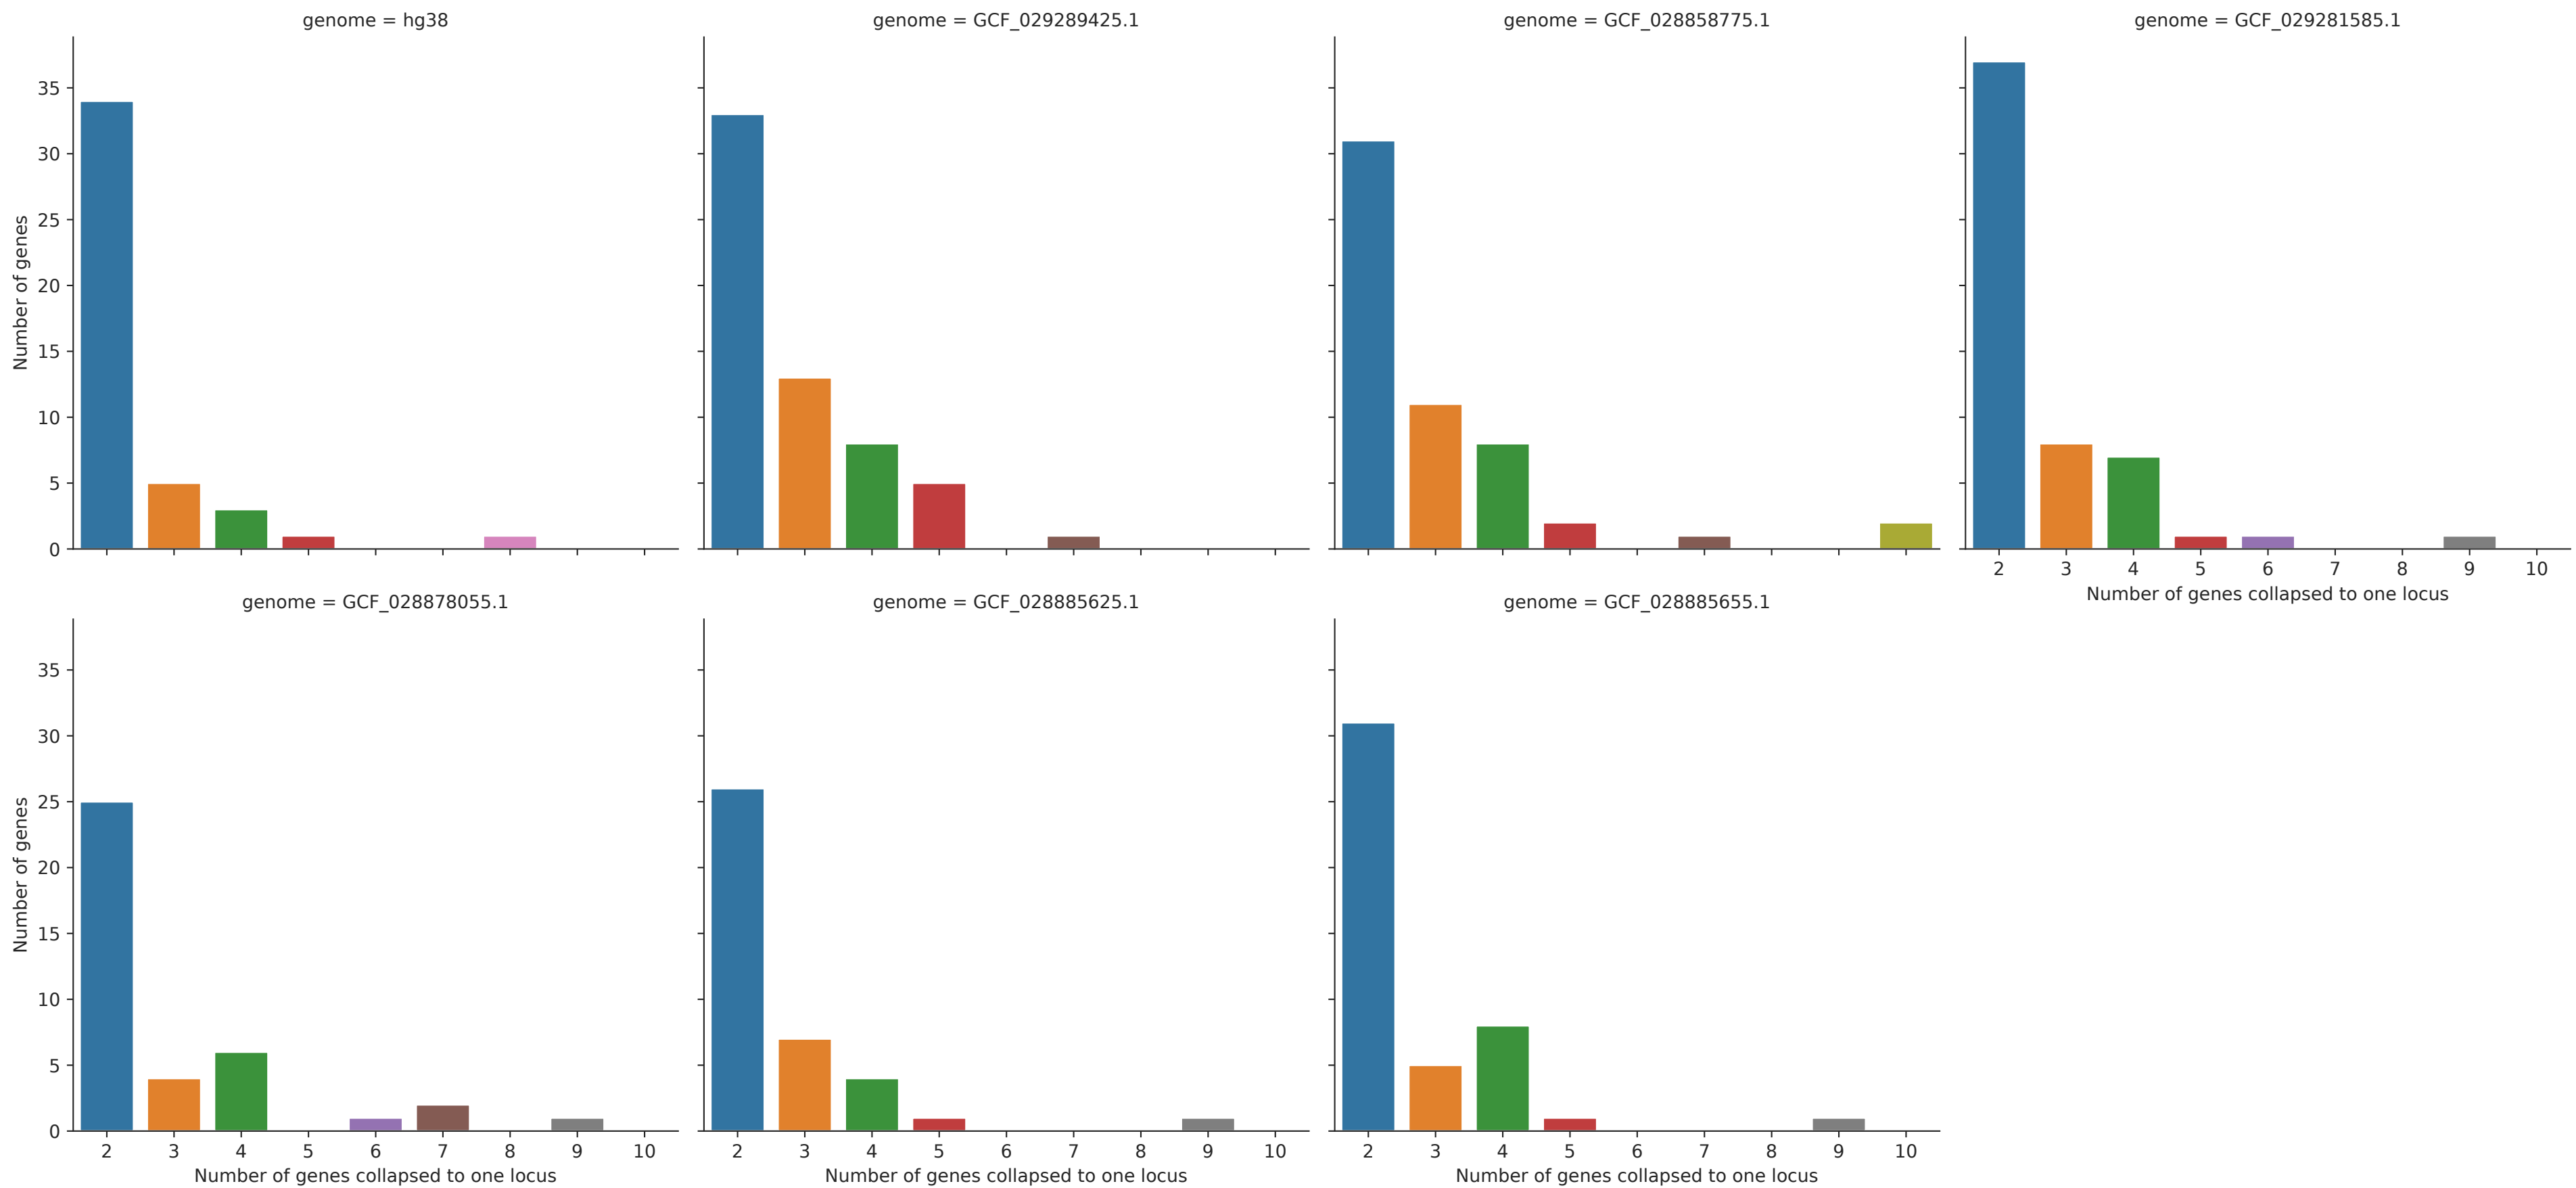 genome = hg38
genome = GCF_029289425.1
genome = GCF_028858775.1
genome = GCF_029281585.1
Number of genes
35
30
25
20
15
10
5
0
2 3 4 5 6 7 8 9 10
Number of genes collapsed to one locus
genome = GCF_028878055.1
genome = GCF_028885625.1
genome = GCF_028885655.1
Number of genes
35
30
25
20
15
10
5
0
2 3 4 5 6 7 8 9 10
2 3 4 5 6 7 8 9 10
2 3 4 5 6 7 8 9 10
Number of genes collapsed to one locus
Number of genes collapsed to one locus
Number of genes collapsed to one locus